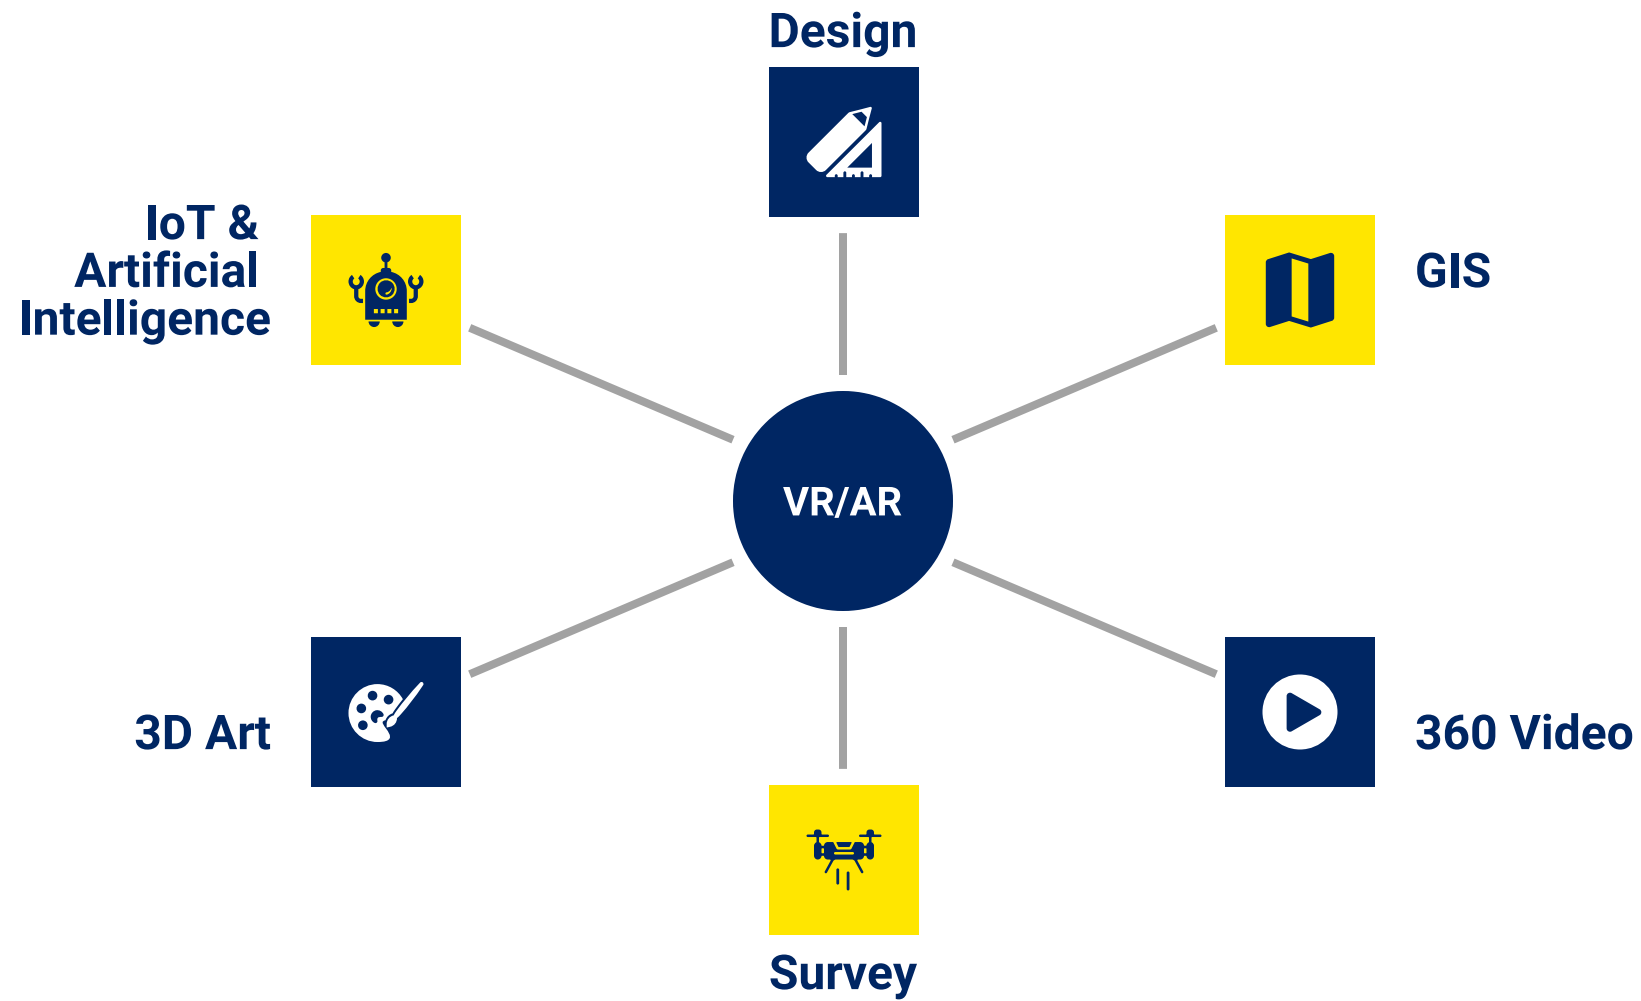 Design
IoT &
Artificial
Intelligence
GIS
VR/AR
3D Art
360 Video
Survey